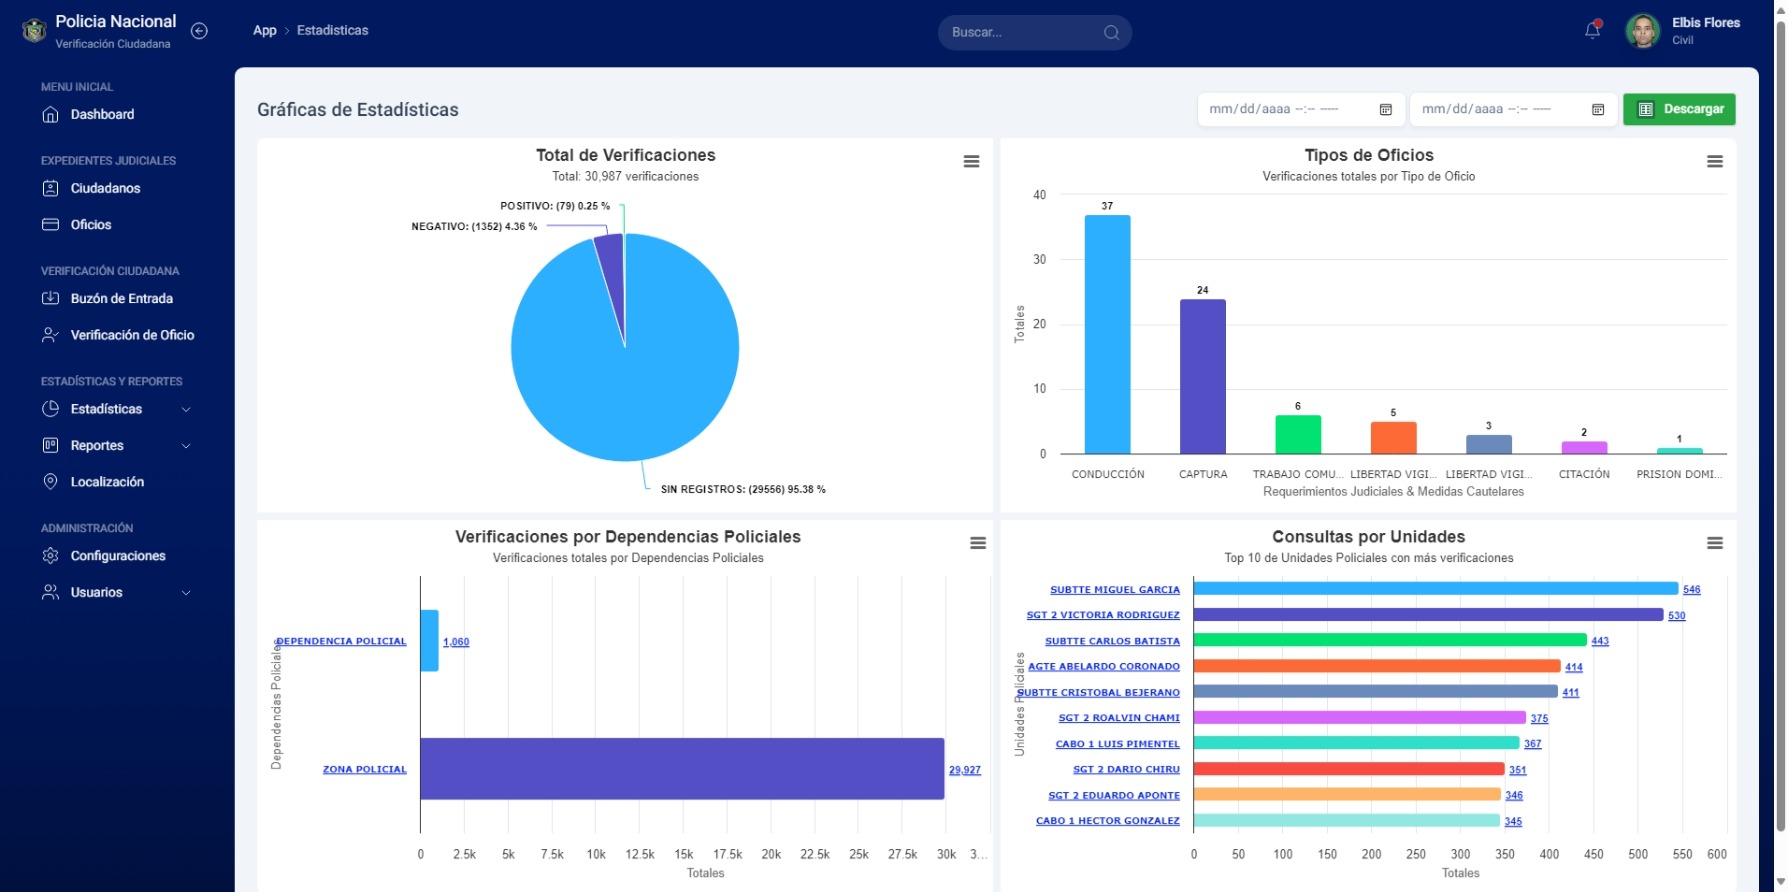 Policia Nacional
Verificación Ciudadana
App > Estadisticas
Buscar...
Elbis Flores
Civil
MENU INICIAL
Dashboard
EXPEDIENTES JUDICIALES
Ciudadanos
Oficios
VERIFICACIÓN CIUDADANA
Buzón de Entrada
Verificación de Oficio
ESTADÍSTICAS Y REPORTES
Estadísticas
Reportes
Localización
ADMINISTRACIÓN
Configuraciones
Usuarios
Gráficas de Estadísticas
mm/dd/aaaa --:-- -----
mm/dd/aaaa --:-- -----
Descargar
Total de Verificaciones
Total: 30,987 verificaciones
POSITIVO: (79) 0.25 %
NEGATIVO: (1352) 4.36 %
SIN REGISTROS: (29556) 95.38 %
Tipos de Oficios
Verificaciones totales por Tipo de Oficio
Totales
40
30
20
10
0
37
24
6
5
3
2
1
CONDUCCIÓN
CAPTURA
TRABAJO COMU...
LIBERTAD VIGI...
LIBERTAD VIGI...
CITACIÓN
PRISION DOMI...
Requerimientos Judiciales & Medidas Cautelares
Verificaciones por Dependencias Policiales
Verificaciones totales por Dependencias Policiales
Dependencias Policiales
DEPENDENCIA POLICIAL 1,060
ZONA POLICIAL 29,927
0 2.5k 5k 7.5k 10k 12.5k 15k 17.5k 20k 22.5k 25k 27.5k 30k 3...
Totales
Consultas por Unidades
Top 10 de Unidades Policiales con más verificaciones
Unidades Policiales
SUBTTE MIGUEL GARCIA 546
SGT 2 VICTORIA RODRIGUEZ 530
SUBTTE CARLOS BATISTA 443
AGTE ABELARDO CORONADO 414
SUBTTE CRISTOBAL BEJERANO 411
SGT 2 ROALVIN CHAMI 375
CABO 1 LUIS PIMENTEL 367
SGT 2 DARIO CHIRU 351
SGT 2 EDUARDO APONTE 346
CABO 1 HECTOR GONZALEZ 345
0 50 100 150 200 250 300 350 400 450 500 550 600
Totales